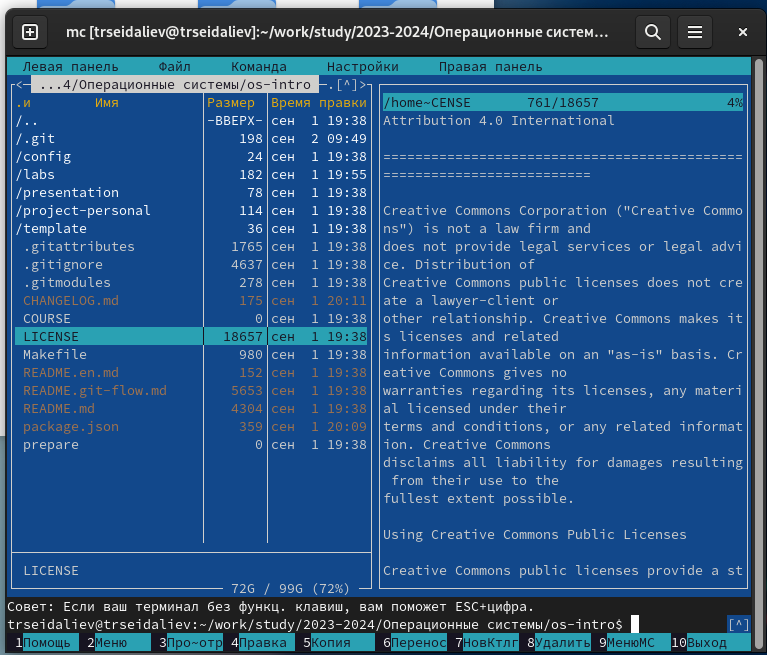 mc [trseidaliev@trseidaliev]:~/work/study/2023-2024/Операционные систем…
Левая панель Файл Команда Настройки Правая панель
<─ ...4/Операционные системы/os-intro ─.[^]>
.и Имя Размер Время правки
/.. -ВВЕРХ- сен 1 19:38
/.git 198 сен 2 09:49
/config 24 сен 1 19:38
/labs 182 сен 1 19:55
/presentation 78 сен 1 19:38
/project-personal 114 сен 1 19:38
/template 36 сен 1 19:38
.gitattributes 1765 сен 1 19:38
.gitignore 4637 сен 1 19:38
.gitmodules 278 сен 1 19:38
CHANGELOG.md 175 сен 1 20:11
COURSE 0 сен 1 19:38
LICENSE 18657 сен 1 19:38
Makefile 980 сен 1 19:38
README.en.md 152 сен 1 19:38
README.git-flow.md 5653 сен 1 19:38
README.md 4304 сен 1 19:38
package.json 359 сен 1 20:09
prepare 0 сен 1 19:38
LICENSE
72G / 99G (72%)
/home~CENSE 761/18657 4%
Attribution 4.0 International
=============================================
==========================
Creative Commons Corporation ("Creative Commo
ns") is not a law firm and
does not provide legal services or legal advi
ce. Distribution of
Creative Commons public licenses does not cre
ate a lawyer-client or
other relationship. Creative Commons makes it
s licenses and related
information available on an "as-is" basis. Cr
eative Commons gives no
warranties regarding its licenses, any materi
al licensed under their
terms and conditions, or any related informat
ion. Creative Commons
disclaims all liability for damages resulting
from their use to the
fullest extent possible.
Using Creative Commons Public Licenses
Creative Commons public licenses provide a st
Совет: Если ваш терминал без функц. клавиш, вам поможет ESC+цифра.
trseidaliev@trseidaliev:~/work/study/2023-2024/Операционные системы/os-intro$ [^]
1Помощь 2Меню 3Про~отр 4Правка 5Копия 6Перенос 7НовКтлг 8Удалить 9МенюМС 10Выход